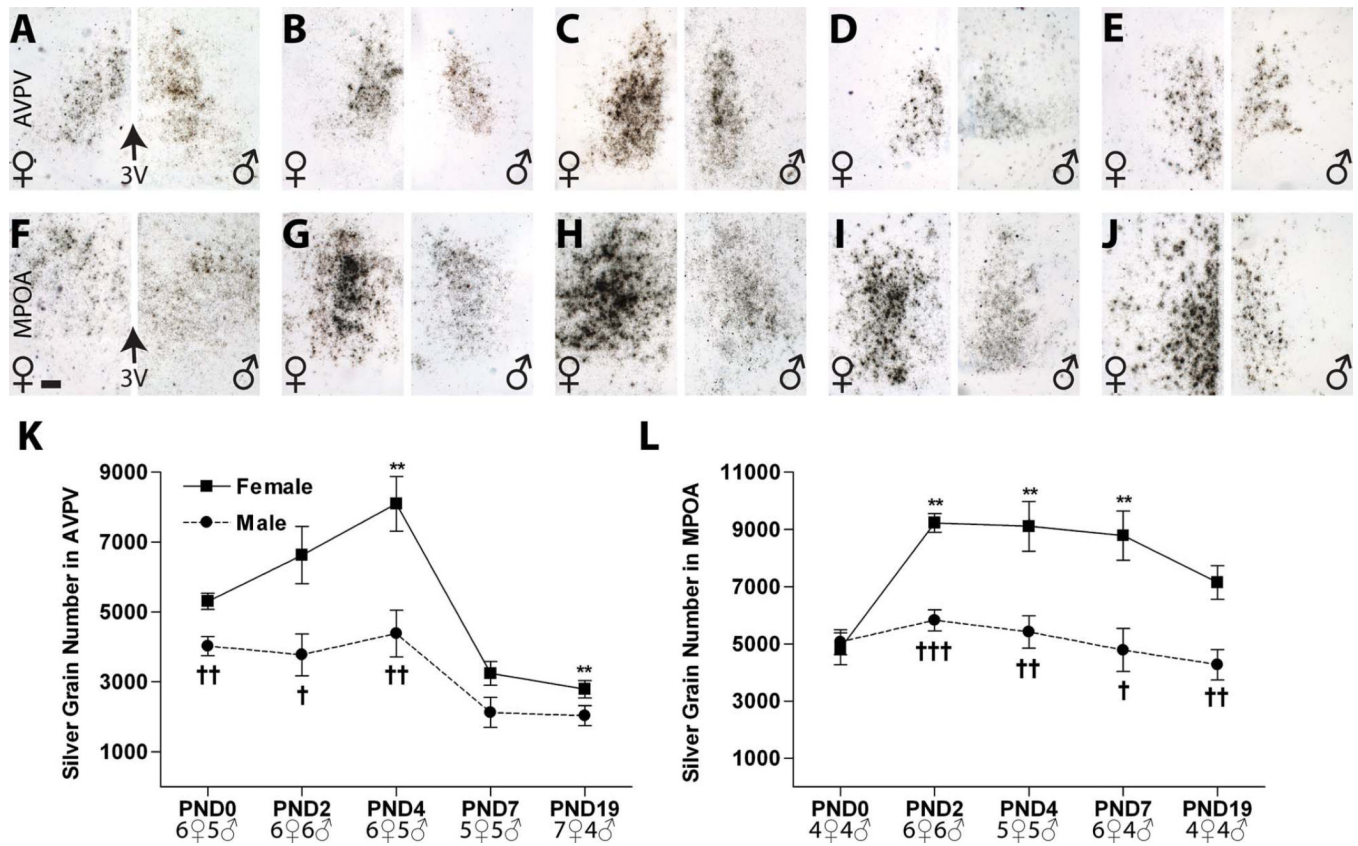 A B C D E
AVPV
3V
♀ ♂ ♀ ♂ ♀ ♂ ♀ ♂ ♀ ♂
F G H I J
MPOA
3V
♀ ♂ ♀ ♂ ♀ ♂ ♀ ♂ ♀ ♂
K
Silver Grain Number in AVPV
9000
7000
5000
3000
1000
Female
Male
**
**
†† † ††
PND0 PND2 PND4 PND7 PND19
6♀5♂ 6♀6♂ 6♀5♂ 5♀5♂ 7♀4♂
L
Silver Grain Number in MPOA
11000
9000
7000
5000
3000
1000
** ** **
††† †† † ††
PND0 PND2 PND4 PND7 PND19
4♀4♂ 6♀6♂ 5♀5♂ 6♀4♂ 4♀4♂